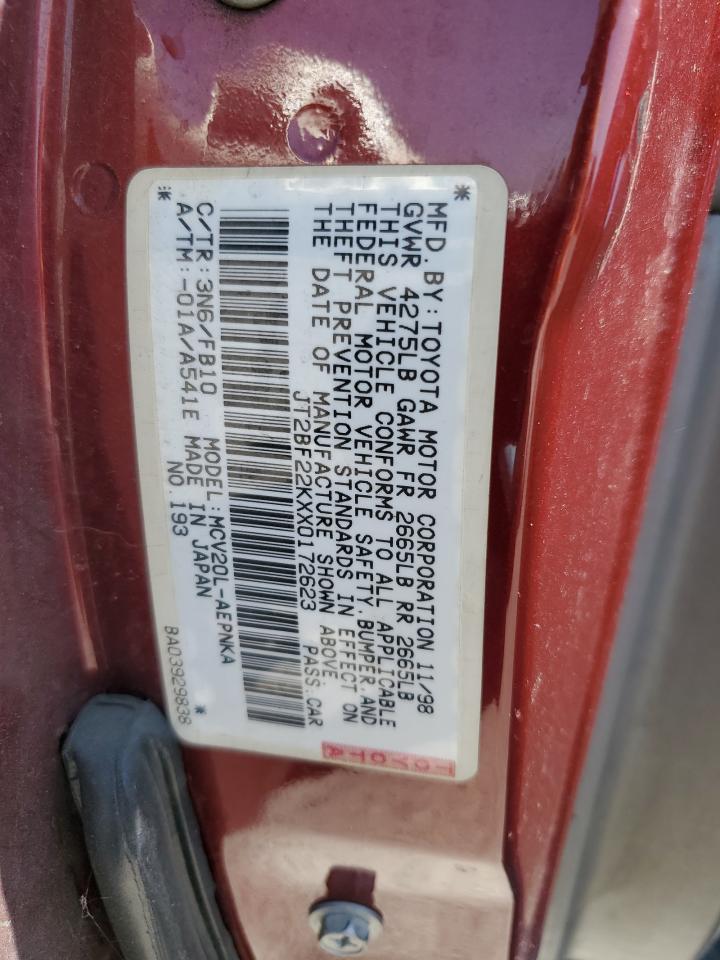 MFD. BY: TOYOTA MOTOR CORPORATION 11/98
GVWR 4275LB GAWR FR 2665LB RR 2665LB
THIS VEHICLE CONFORMS TO ALL APPLICABLE
FEDERAL MOTOR VEHICLE SAFETY, BUMPER, AND
THEFT PREVENTION STANDARDS IN EFFECT ON
THE DATE OF MANUFACTURE SHOWN ABOVE.
JT2BF22KXX0172623 PASS. CAR
C/TR: 3N6/FB10 MODEL: MCV20L-AEPNKA
A/TM: -01A/A541E MADE IN JAPAN
NO. 193
BA03929838
TOYOTA